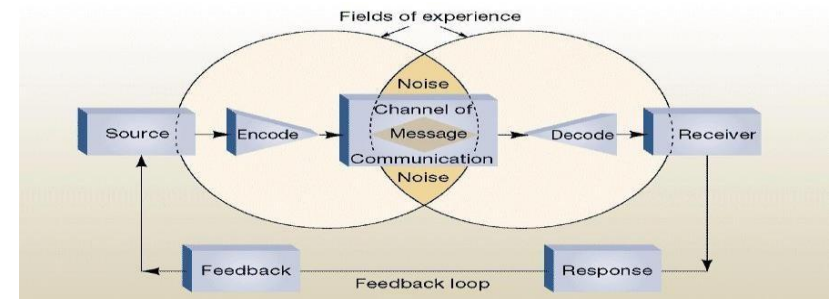 Fields of experience
Noise
Channel of
Source
Encode
Message
Decode
Receiver
Communication
Noise
Feedback
Feedback loop
Response